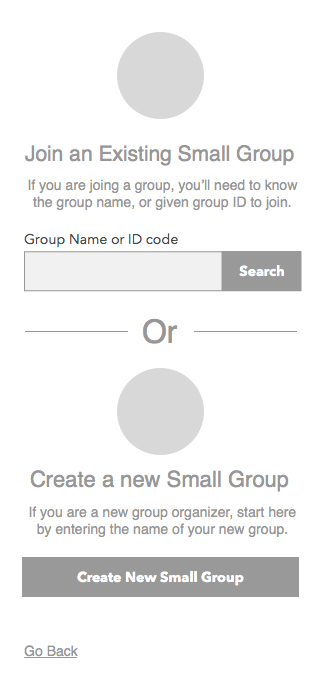 Join an Existing Small Group
If you are joing a group, you'll need to know
the group name, or given group ID to join.
Group Name or ID code
Search
Or
Create a new Small Group
If you are a new group organizer, start here
by entering the name of your new group.
Create New Small Group
Go Back